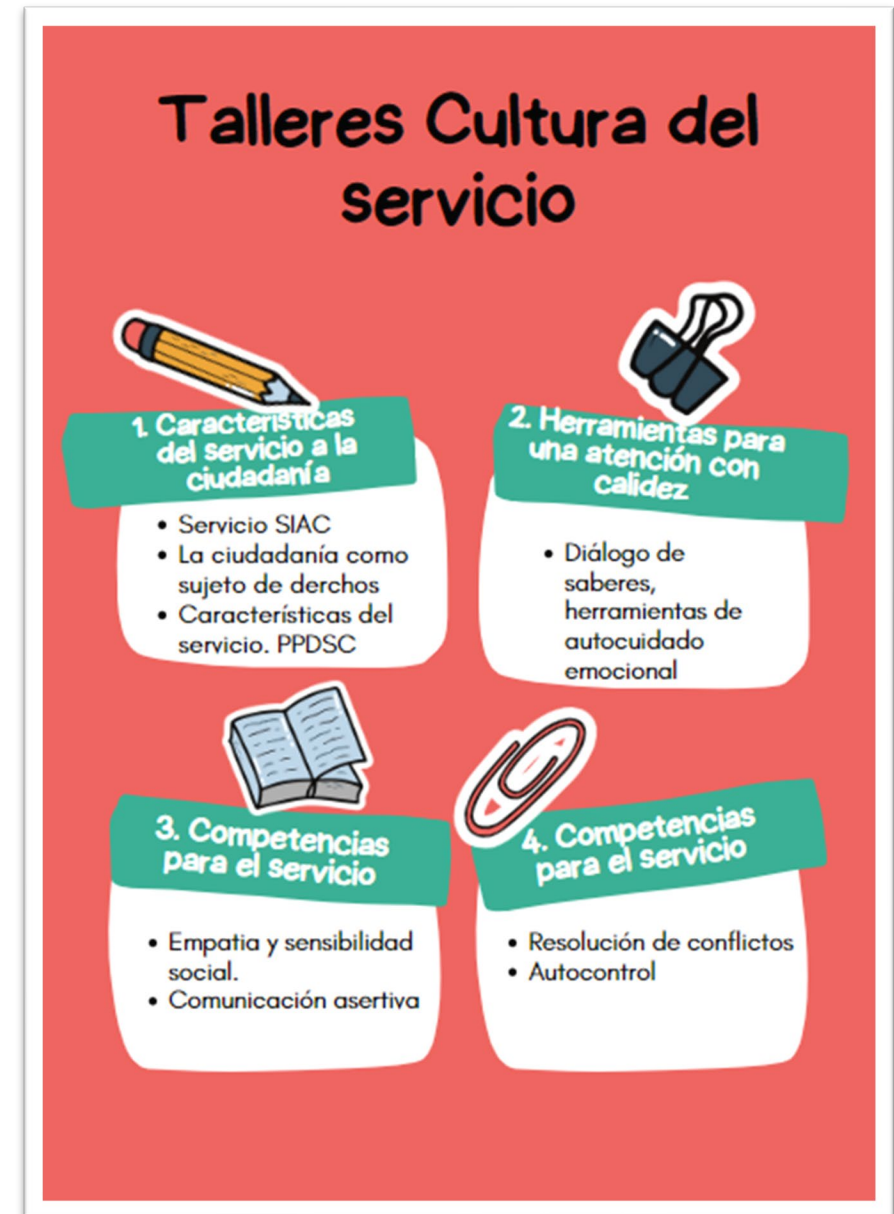 Talleres Cultura del
servicio
1. Características
del servicio a la
ciudadanía
• Servicio SIAC
• La ciudadanía como
sujeto de derchos
• Características del
servicio. PPDSC
2. Herramientas para
una atención con
calidez
• Diálogo de
saberes,
herramientas de
autocuidado
emocional
3. Competencias
para el servicio
• Empatia y sensibilidad
social.
• Comunicación asertiva
4. Competencias
para el servicio
• Resolución de conflictos
• Autocontrol